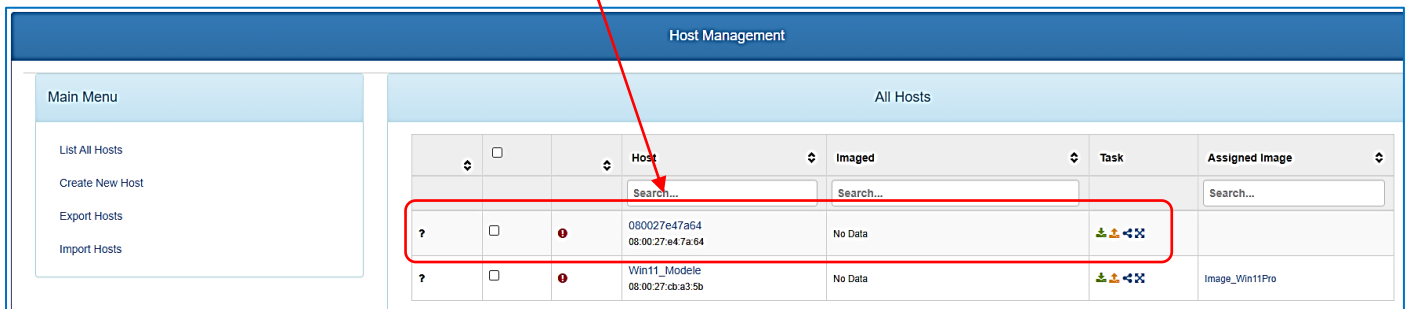 Host Management
Main Menu
All Hosts
List All Hosts
Create New Host
Export Hosts
Import Hosts
Host Imaged Task Assigned Image
Search... Search... Search...
? 080027e47a64 No Data
08:00:27:e4:7a:64
? Win11_Modele No Data Image_Win11Pro
08:00:27:cb:a3:5b